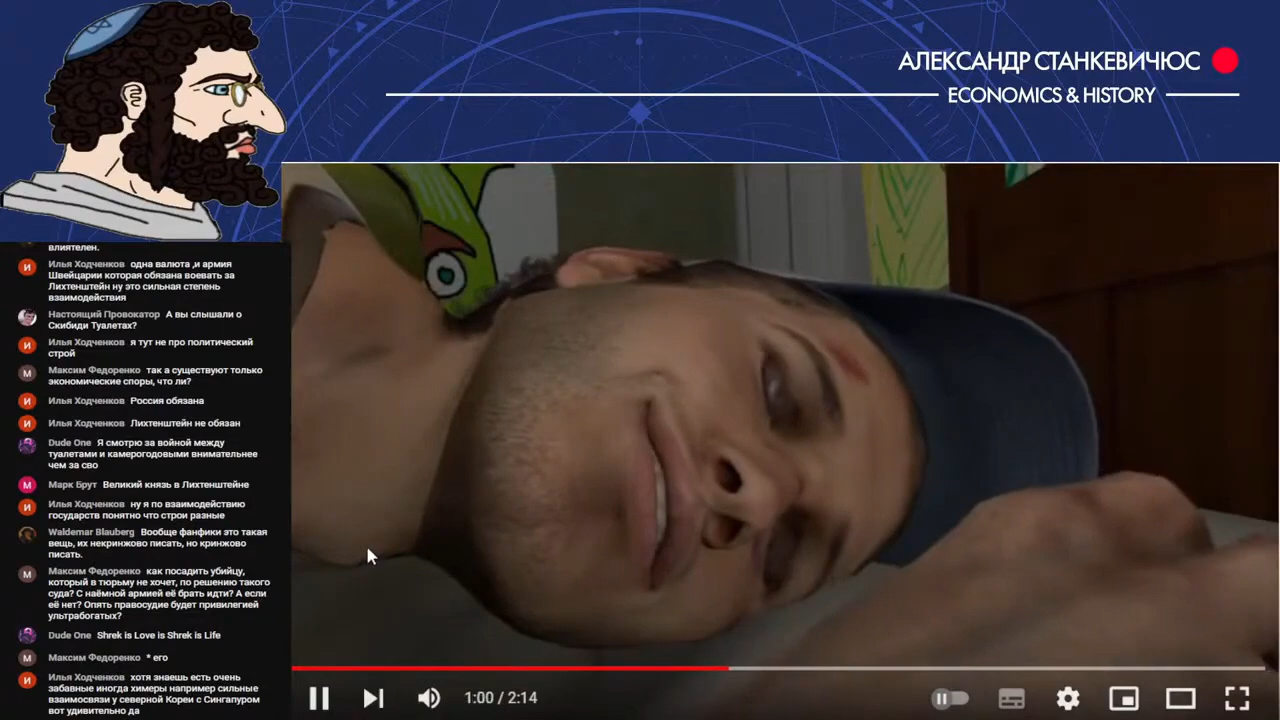 АЛЕКСАНДР СТАНКЕВИЧЮС
ECONOMICS & HISTORY
влиятелен.
И Илья Ходченков одна валюта ,и армия
Швейцарии которая обязана воевать за
Лихтенштейн ну это сильная степень
взаимодействия
Настоящий Провокатор А вы слышали о
Скибиди Туалетах?
И Илья Ходченков я тут не про политический
строй
М Максим Федоренко так а существуют только
экономические споры, что ли?
И Илья Ходченков Россия обязана
И Илья Ходченков Лихтенштейн не обязан
Dude One Я смотрю за войной между
туалетами и камерогодовыми внимательнее
чем за сво
М Марк Брут Великий князь в Лихтенштейне
И Илья Ходченков ну я по взаимодействию
государств понятно что строи разные
Waldemar Blauberg Вообще фанфики это такая
вещь, их некринжово писать, но кринжово
писать.
М Максим Федоренко как посадить убийцу,
который в тюрьму не хочет, по решению такого
суда? С наёмной армией её брать идти? А если
её нет? Опять правосудие будет привилегией
ультрабогатых?
Dude One Shrek is Love is Shrek is Life
М Максим Федоренко * его
И Илья Ходченков хотя знаешь есть очень
забавные иногда химеры например сильные
взаимосвязи у северной Кореи с Сингапуром
вот удивительно да
1:00 / 2:14